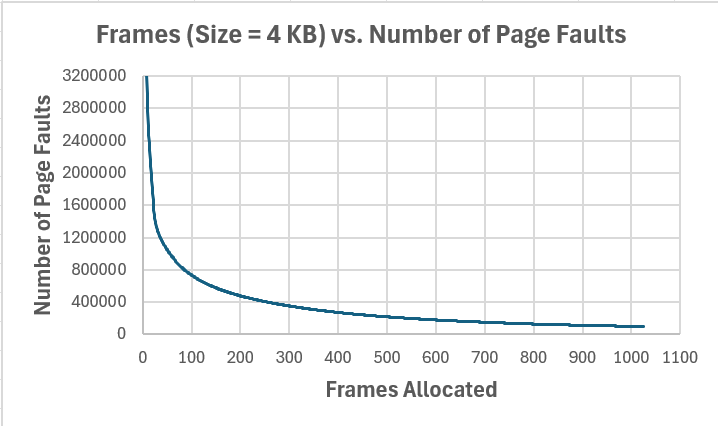 Frames (Size = 4 KB) vs. Number of Page Faults
Number of Page Faults
3200000
2800000
2400000
2000000
1600000
1200000
800000
400000
0
0 100 200 300 400 500 600 700 800 900 1000 1100
Frames Allocated